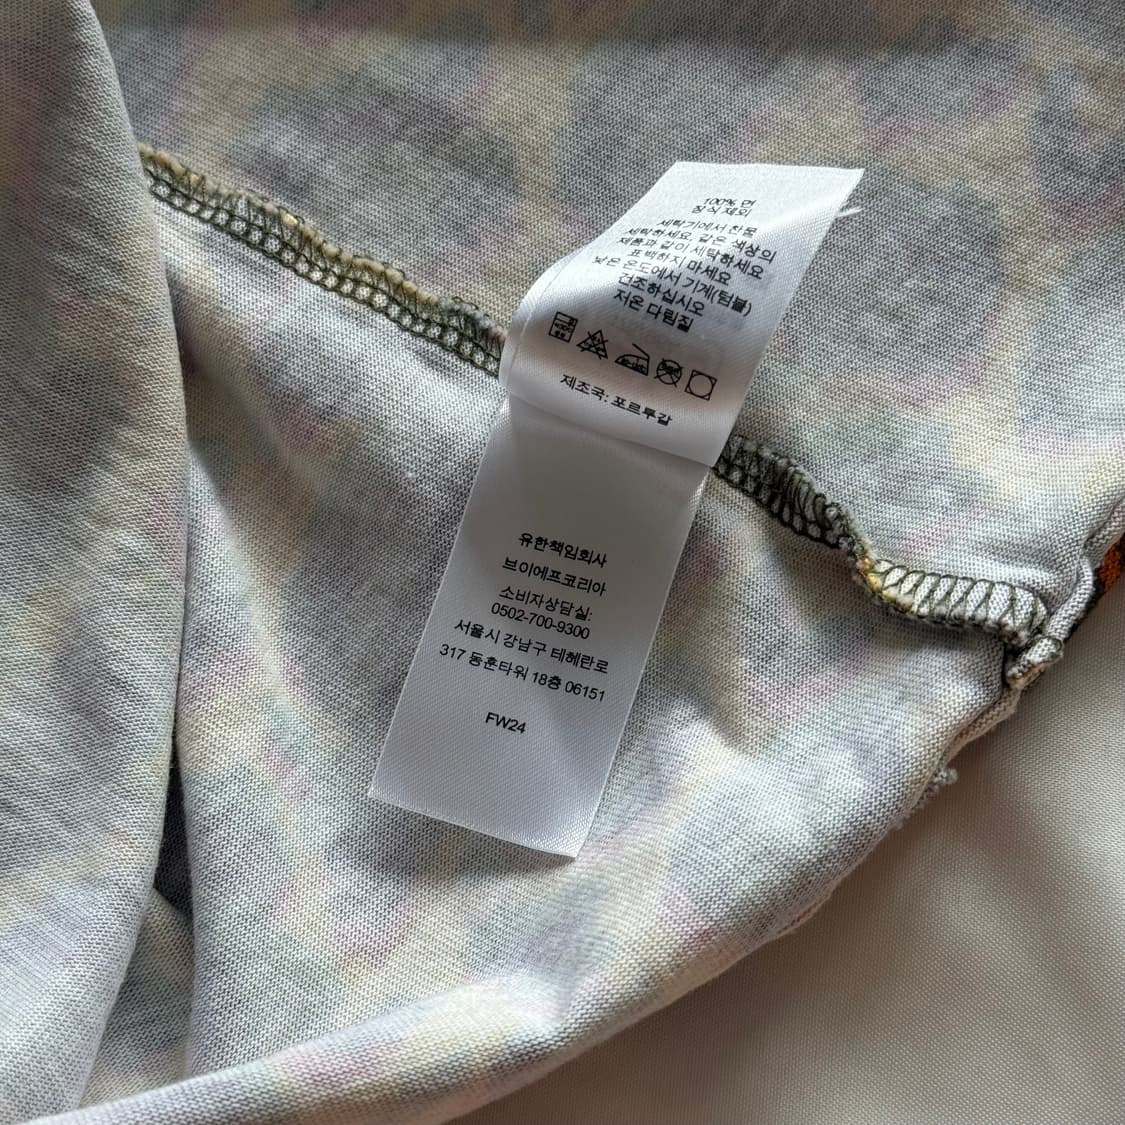 100% 면
장식 제외
세탁기에서 찬물
세탁하세요. 같은 색상의
제품과 같이 세탁하세요
표백하지 마세요
낮은 온도에서 기계(텀블)
건조하십시오
저온 다림질
제조국: 포르투갈
유한책임회사
브이에프코리아
소비자상담실:
0502-700-9300
서울시 강남구 테헤란로
317 동훈타워 18층 06151
FW24